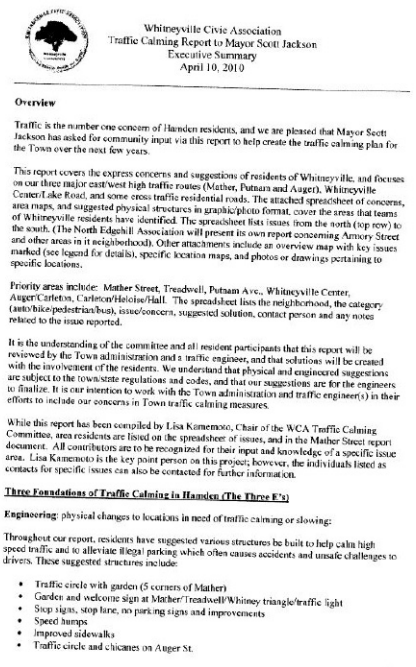 Whitneyville Civic Association
Traffic Calming Report to Mayor Scott Jackson
Executive Summary
April 10, 2010
Overview
Traffic is the number one concern of Hamden residents, and we are pleased that Mayor Scott
Jackson has asked for community input via this report to help create the traffic calming plan for
the Town over the next few years.
This report covers the express concerns and suggestions of residents of Whitneyville, and focuses
on our three major east/west high traffic routes (Mather, Putnam and Auger), Whitneyville
Center/Lake Road, and some cross traffic residential roads. The attached spreadsheet of concerns,
area maps, and suggested physical structures in graphic/photo format, cover the areas that teams
of Whitneyville residents have identified. The spreadsheet lists issues from the north (top row) to
the south. (The North Edgehill Association will present its own report concerning Armory Street
and other areas in it neighborhood). Other attachments include an overview map with key issues
marked (see legend for details), specific location maps, and photos or drawings pertaining to
specific locations.
Priority areas include: Mather Street, Treadwell, Putnam Ave., Whitneyville Center,
Auger/Carleton, Carleton/Heloise/Hall. The spreadsheet lists the neighborhood, the category
(auto/bike/pedestrian/bus), issue/concern, suggested solution, contact person and any notes
related to the issue reported.
It is the understanding of the committee and all resident participants that this report will be
reviewed by the Town administration and a traffic engineer, and that solutions will be created
with the involvement of the residents. We understand that physical and engineered suggestions
are subject to the town/state regulations and codes, and that our suggestions are for the engineers
to finalize. It is our intention to work with the Town administration and traffic engineer(s) in their
efforts to include our concerns in Town traffic calming measures.
While this report has been compiled by Lisa Kamemoto, Chair of the WCA Traffic Calming
Committee, area residents are listed on the spreadsheet of issues, and in the Mather Street report
document. All contributors are to be recognized for their input and knowledge of a specific issue
area. Lisa Kamemoto is the key point person on this project; however, the individuals listed as
contacts for specific issues can also be contacted for further information.
Three Foundations of Traffic Calming in Hamden (The Three E's)
Engineering: physical changes to locations in need of traffic calming or slowing:
Throughout our report, residents have suggested various structures be built to help calm high
speed traffic and to alleviate illegal parking which often causes accidents and unsafe challenges to
drivers. These suggested structures include:
• Traffic circle with garden (5 corners of Mather)
• Garden and welcome sign at Mather/Treadwell/Whitney triangle/traffic light
• Stop signs, stop lane, no parking signs and improvements
• Speed humps
• Improved sidewalks
• Traffic circle and chicanes on Auger St.